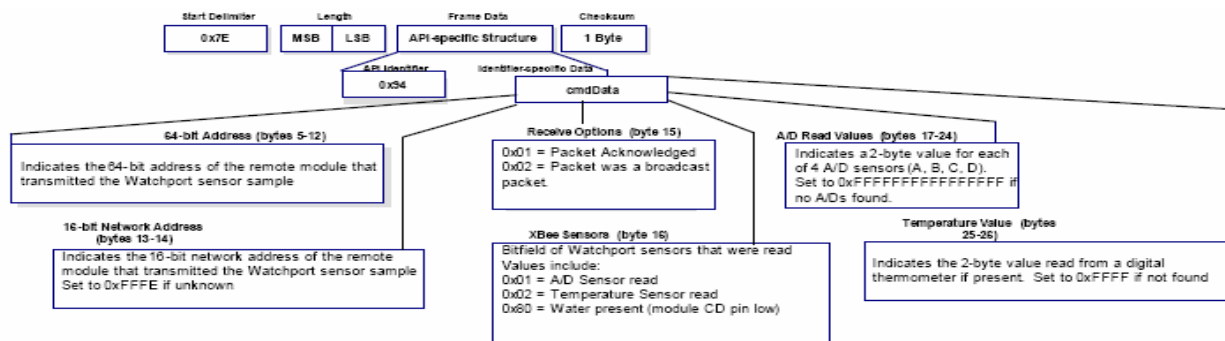 Start Delimiter Length Frame Data Checksum
0x7E MSB LSB API-specific Structure 1 Byte
API Identifier Identifier-specific Data
0x94 cmdData
64-bit Address (bytes 5-12)
Indicates the 64-bit address of the remote module that
transmitted the Watchport sensor sample
Receive Options (byte 15)
0x01 = Packet Acknowledged
0x02 = Packet was a broadcast
packet.
A/D Read Values (bytes 17-24)
Indicates a 2-byte value for each
of 4 A/D sensors (A, B, C, D).
Set to 0xFFFFFFFFFFFFFFFF if
no A/Ds found.
16-bit Network Address
(bytes 13-14)
Indicates the 16-bit network address of the remote
module that transmitted the Watchport sensor sample
Set to 0xFFFE if unknown
XBee Sensors (byte 16)
Bitfield of Watchport sensors that were read
Values include:
0x01 = A/D Sensor read
0x02 = Temperature Sensor read
0x60 = Water present (module CD pin low)
Temperature Value (bytes
25-26)
Indicates the 2-byte value read from a digital
thermometer if present. Set to 0xFFFF if not found